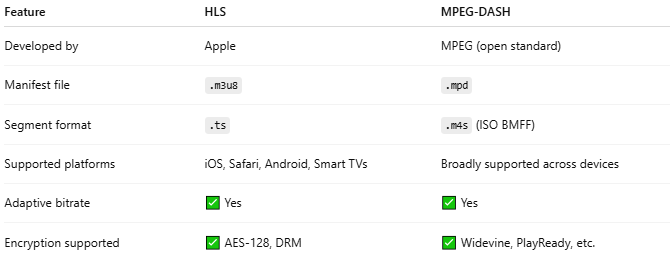 Feature HLS MPEG-DASH
Developed by Apple MPEG (open standard)
Manifest file .m3u8 .mpd
Segment format .ts .m4s (ISO BMFF)
Supported platforms iOS, Safari, Android, Smart TVs Broadly supported across devices
Adaptive bitrate ✅ Yes ✅ Yes
Encryption supported ✅ AES-128, DRM ✅ Widevine, PlayReady, etc.